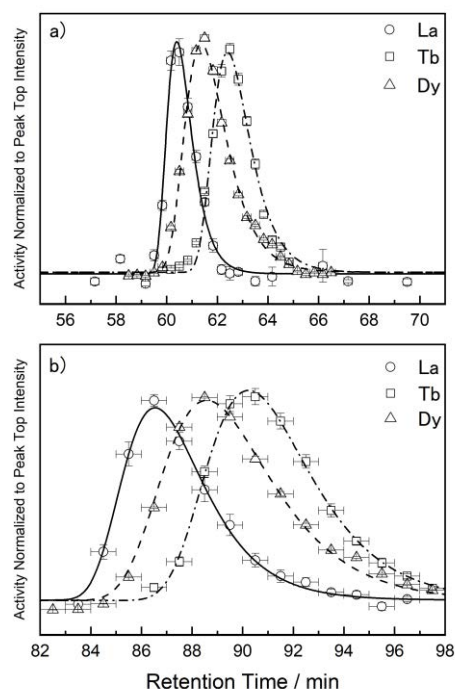 a)
La
Tb
Dy
Activity Normalized to Peak Top Intensity
56 58 60 62 64 66 68 70
b)
La
Tb
Dy
Activity Normalized to Peak Top Intensity
82 84 86 88 90 92 94 96 98
Retention Time / min